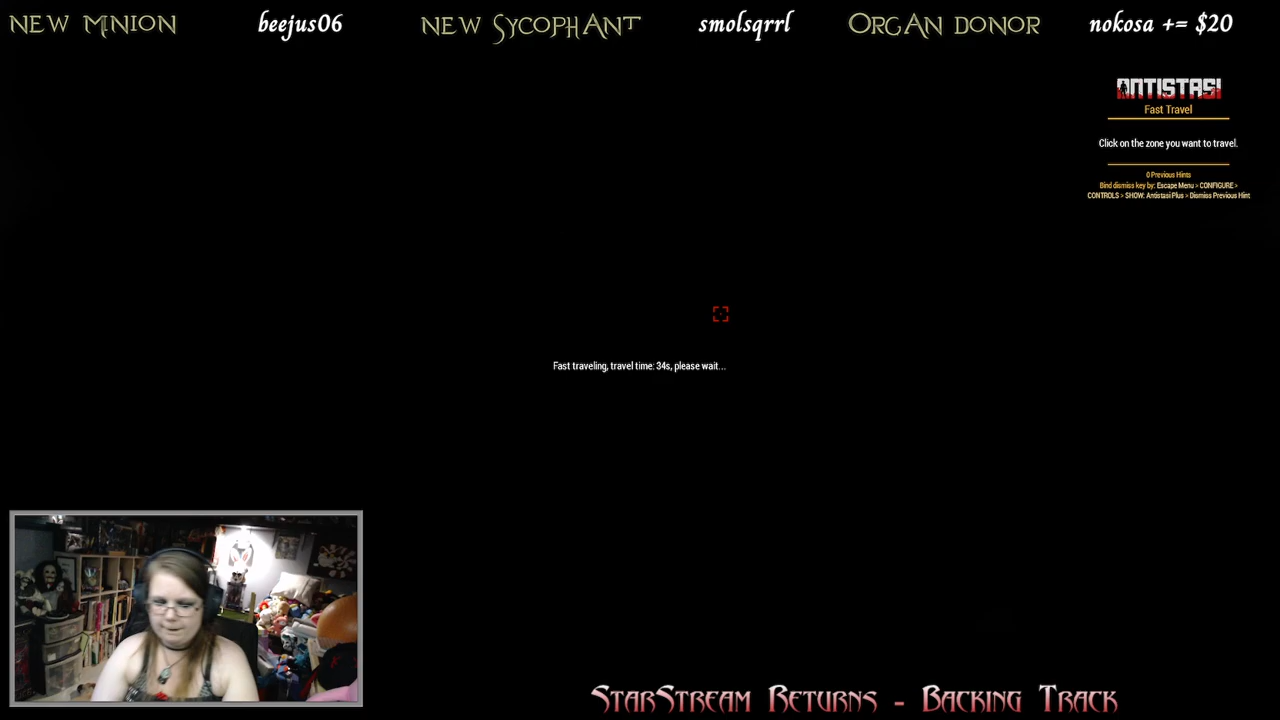 NEW MINION beejus06 NEW SYCOPHANT smolsqrrl ORGAN DONOR nokosa += $20
ANTISTASI
Fast Travel
Click on the zone you want to travel.
0 Previous Hints
Bind dismiss key by: Escape Menu > CONFIGURE >
CONTROLS > SHOW: Antistasi Plus > Dismiss Previous Hint
Fast traveling, travel time: 34s, please wait...
STARSTREAM RETURNS - BACKING TRACK